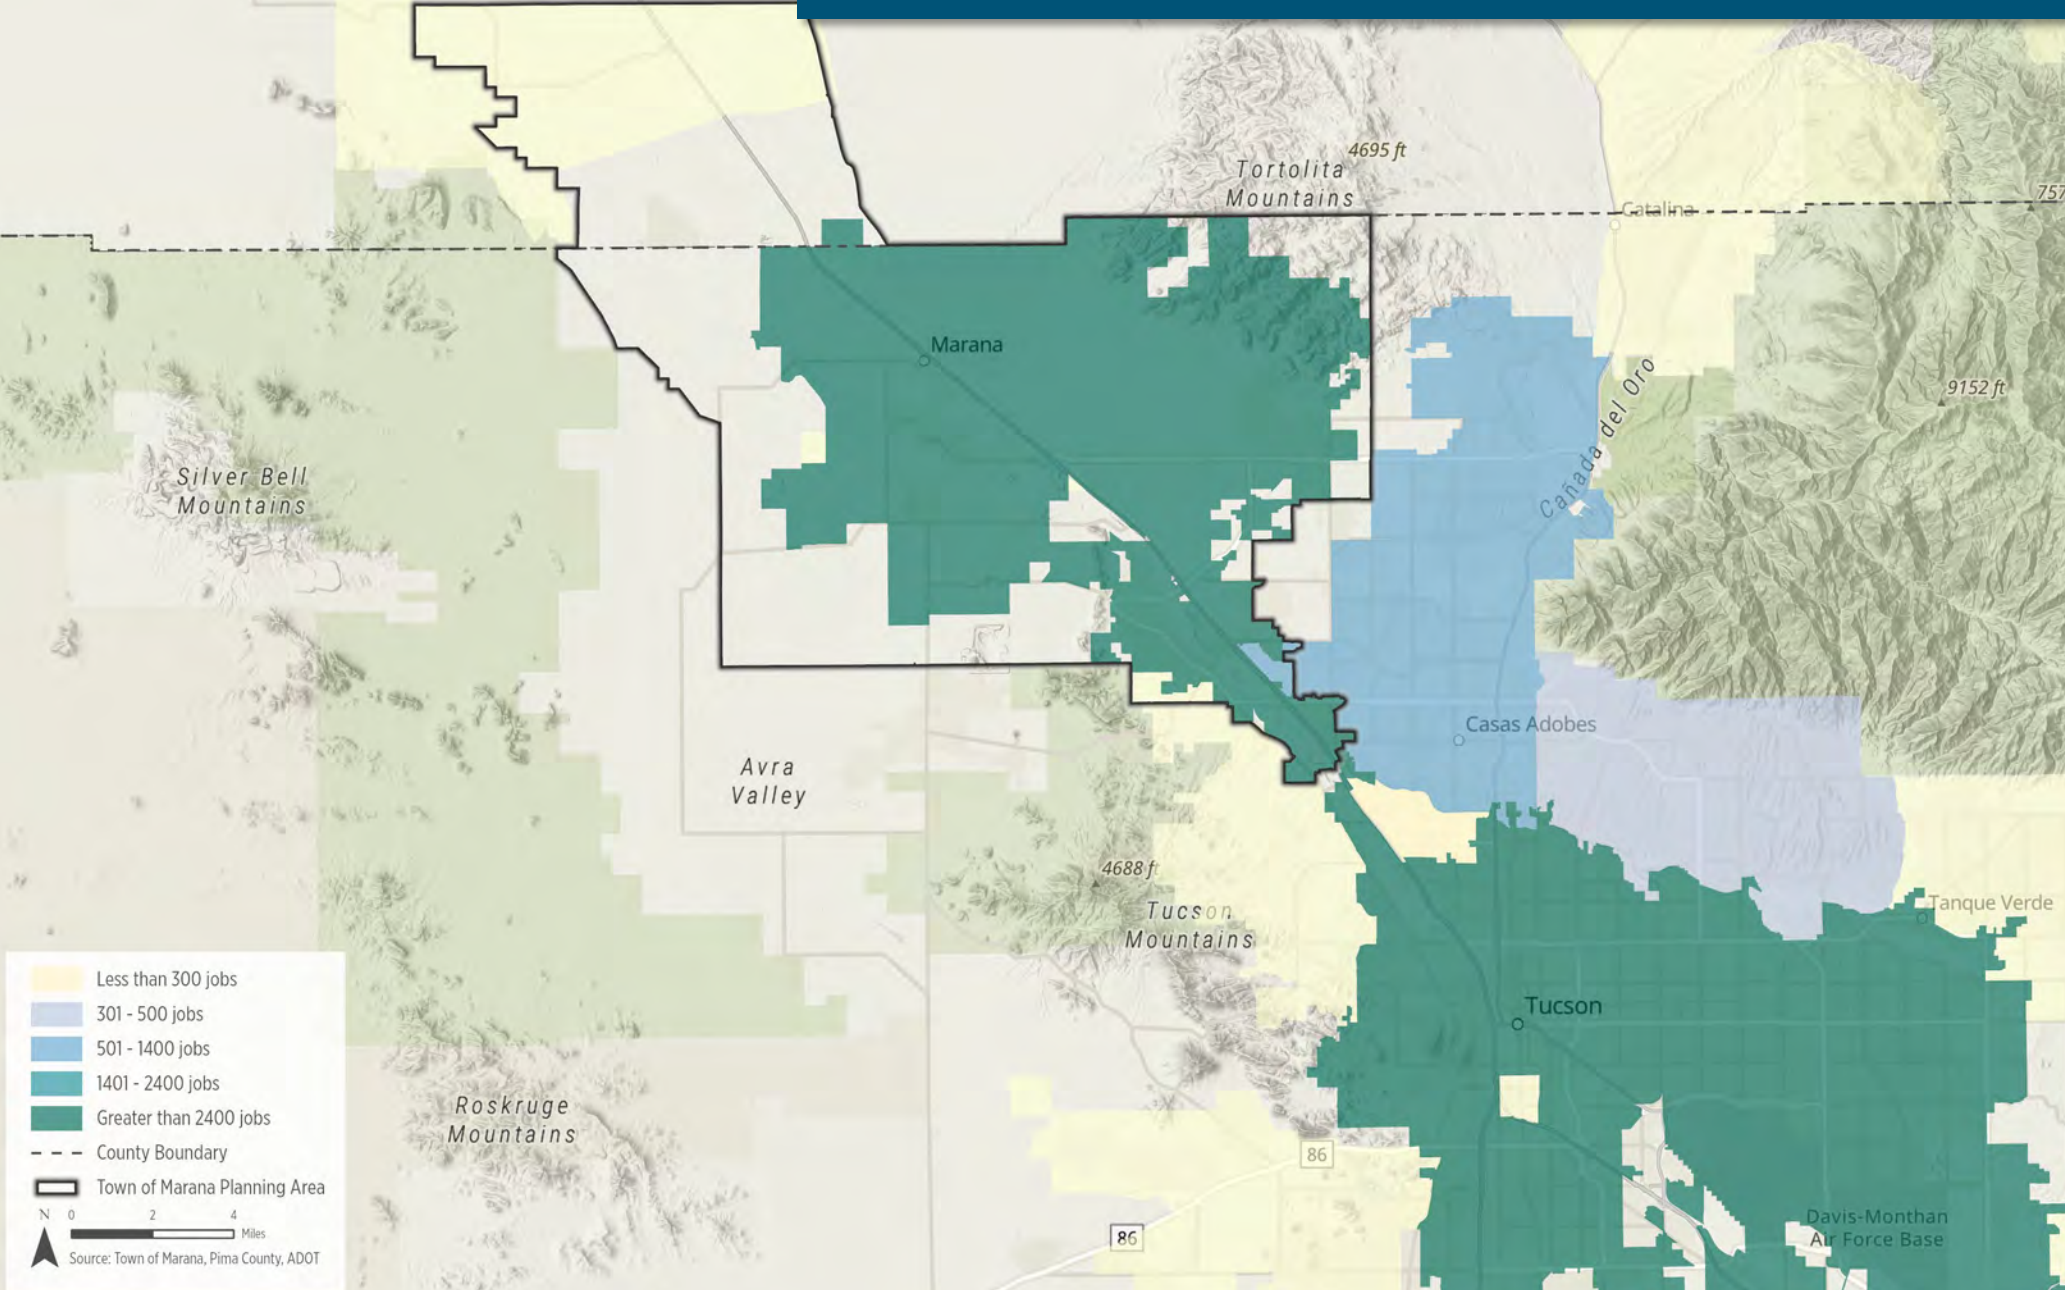 4695 ft
Tortolita
Mountains
757
Catalina
Marana
9152 ft
Cañada del Oro
Silver Bell
Mountains
Casas Adobes
Avra
Valley
4688 ft
Tucson
Mountains
Tanque Verde
Tucson
Roskruge
Mountains
86
86
Davis-Monthan
Air Force Base
Less than 300 jobs
301 - 500 jobs
501 - 1400 jobs
1401 - 2400 jobs
Greater than 2400 jobs
County Boundary
Town of Marana Planning Area
N 0 2 4
Miles
Source: Town of Marana, Pima County, ADOT